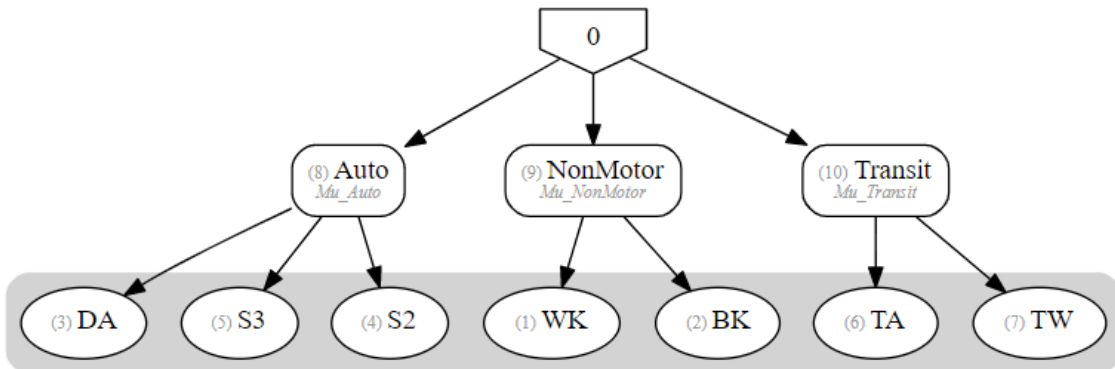 0
(8) Auto
Mu_Auto
(9) NonMotor
Mu_NonMotor
(10) Transit
Mu_Transit
(3) DA
(5) S3
(4) S2
(1) WK
(2) BK
(6) TA
(7) TW